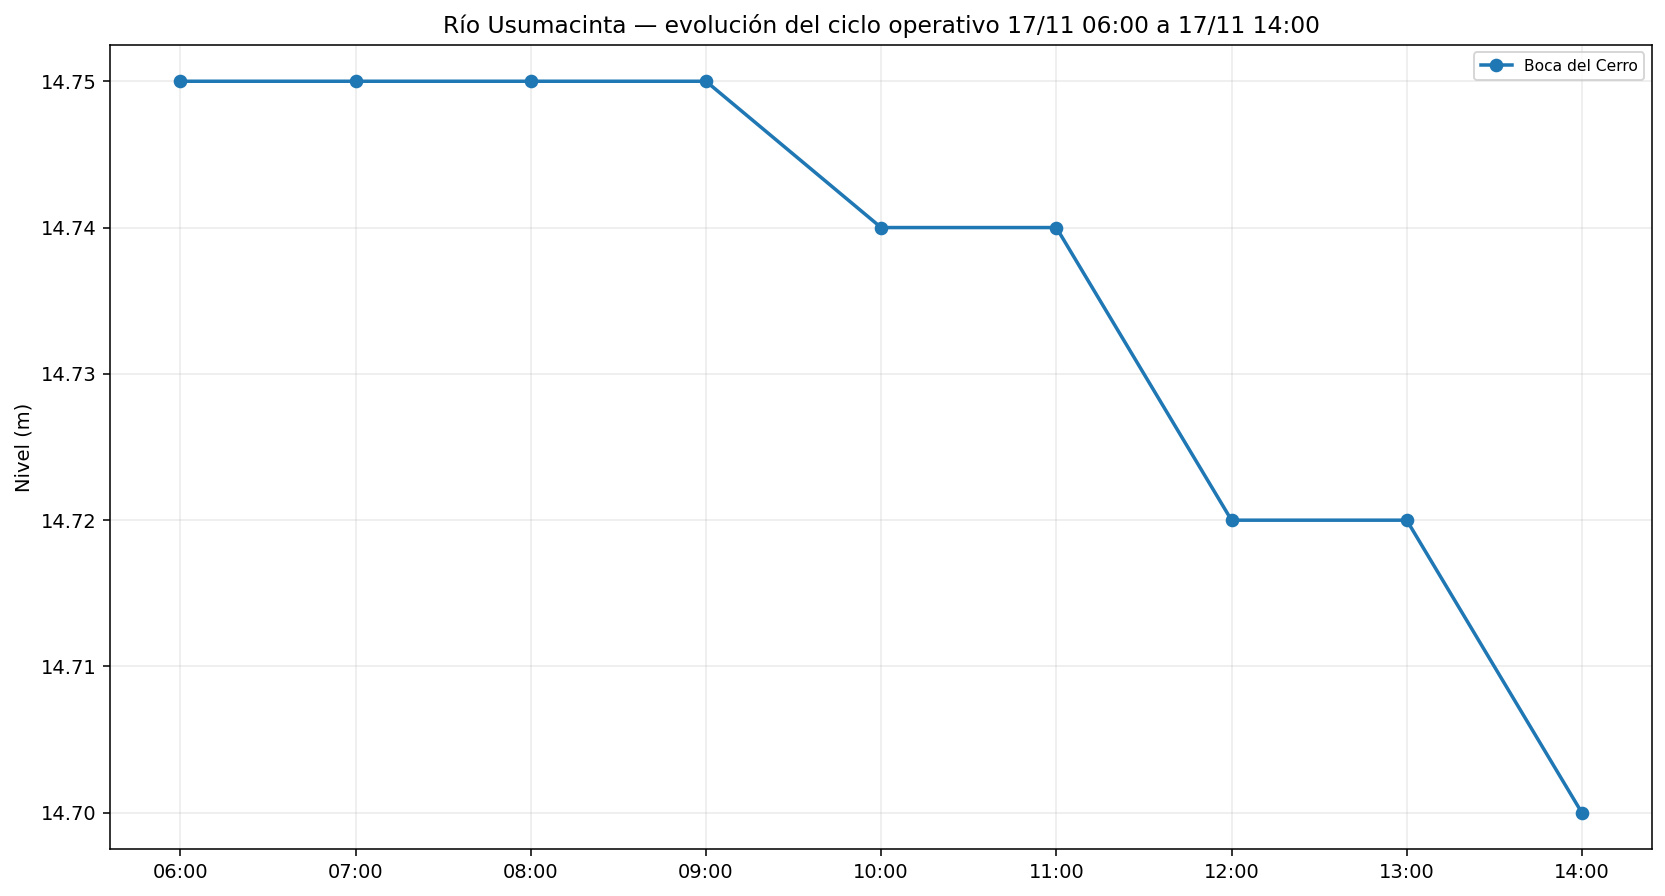 Río Usumacinta — evolución del ciclo operativo 17/11 06:00 a 17/11 14:00
Boca del Cerro
Nivel (m)
14.75
14.74
14.73
14.72
14.71
14.70
06:00 07:00 08:00 09:00 10:00 11:00 12:00 13:00 14:00